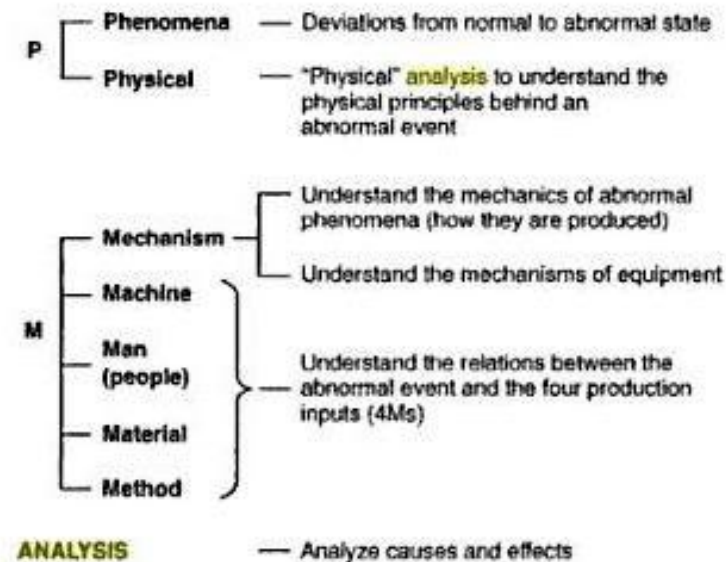 P
Phenomena — Deviations from normal to abnormal state
Physical — "Physical" analysis to understand the
physical principles behind an
abnormal event
M
Mechanism — Understand the mechanics of abnormal
phenomena (how they are produced)
Understand the mechanisms of equipment
Machine
Man
(people)
Material
Method
Understand the relations between the
abnormal event and the four production
inputs (4Ms)
ANALYSIS — Analyze causes and effects